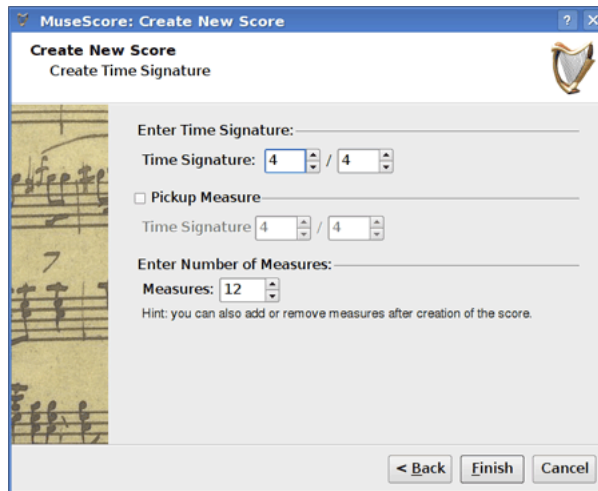 MuseScore: Create New Score ?
Create New Score
Create Time Signature
Enter Time Signature:
Time Signature: 4 / 4
Pickup Measure
Time Signature 4 / 4
Enter Number of Measures:
Measures: 12
Hint: you can also add or remove measures after creation of the score.
7
< Back Finish Cancel